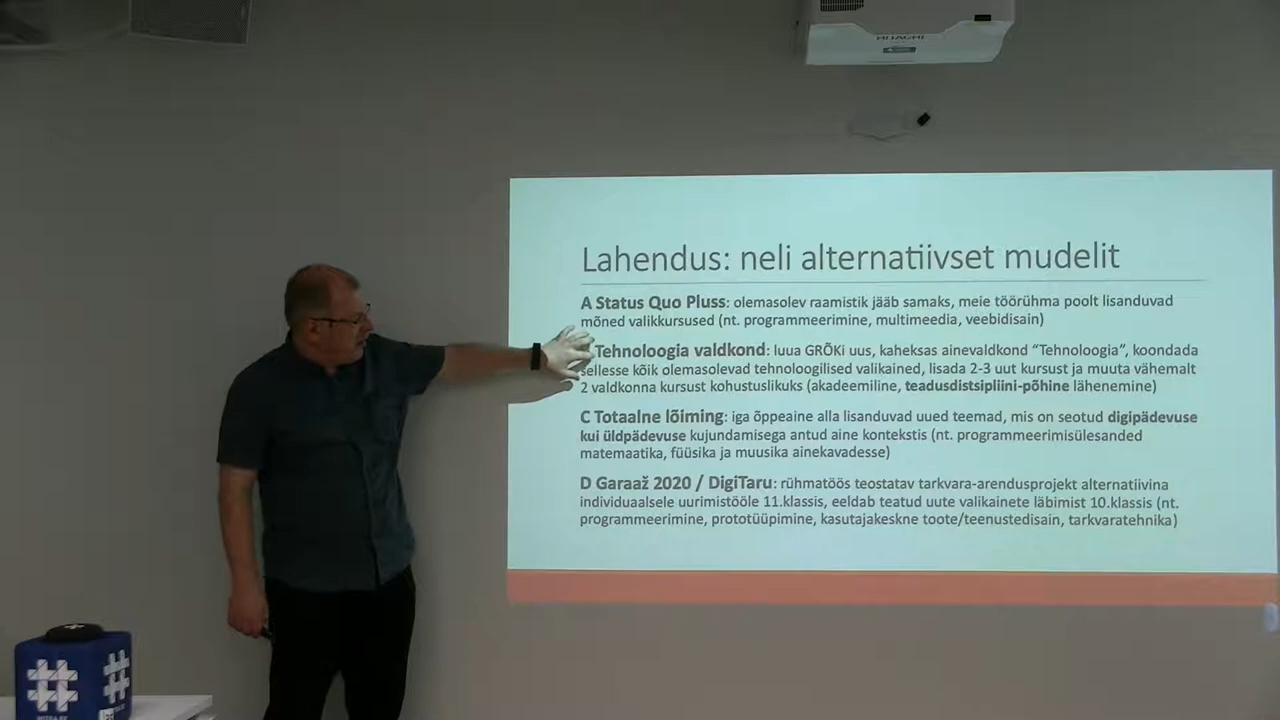 HITACHI
Lahendus: neli alternatiivset mudelit
A Status Quo Pluss: olemasolev raamistik jääb samaks, meie töörühma poolt lisanduvad
mõned valikkursused (nt. programmeerimine, multimeedia, veebidisain)
Tehnoloogia valdkond: luua GRÕKi uus, kaheksas ainevaldkond “Tehnoloogia”, koondada
sellesse kõik olemasolevad tehnoloogilised valikained, lisada 2-3 uut kursust ja muuta vähemalt
2 valdkonna kursust kohustuslikuks (akadeemiline, teadusdistsipliini-põhine lähenemine)
C Totaalne lõiming: iga õppeaine alla lisanduvad uued teemad, mis on seotud digipädevuse
kui üldpädevuse kujundamisega antud aine kontekstis (nt. programmeerimisülesanded
matemaatika, füüsika ja muusika ainekavadesse)
D Garaaž 2020 / DigiTaru: rühmatöös teostatav tarkvara-arendusprojekt alternatiivina
individuaalsele uurimistööle 11.klassis, eeldab teatud uute valikainete läbimist 10.klassis (nt.
programmeerimine, prototüüpimine, kasutajakeskne toote/teenustedisain, tarkvaratehnika)